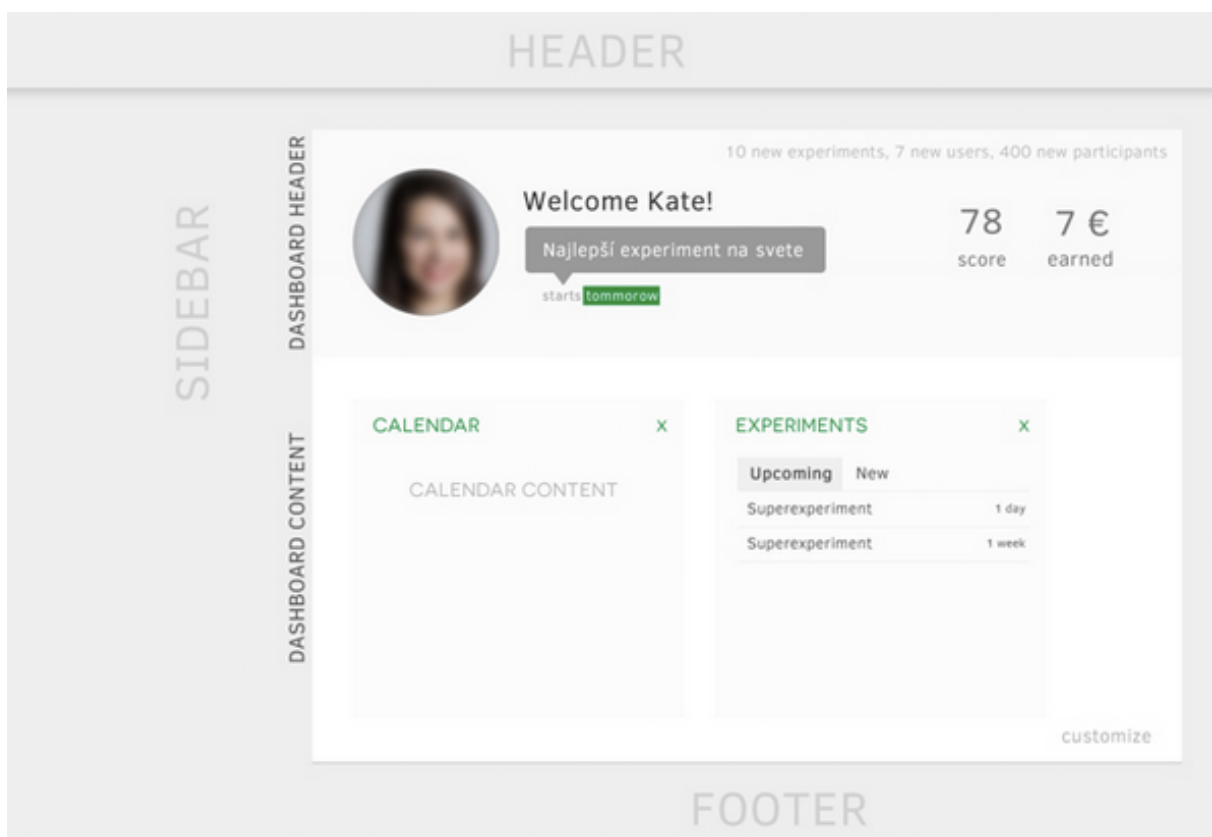 HEADER
SIDEBAR
DASHBOARD HEADER
10 new experiments, 7 new users, 400 new participants
Welcome Kate!
Najlepší experiment na svete
starts tommorow
78
score
7 €
earned
DASHBOARD CONTENT
CALENDAR X
CALENDAR CONTENT
EXPERIMENTS X
Upcoming New
Superexperiment 1 day
Superexperiment 1 week
customize
FOOTER